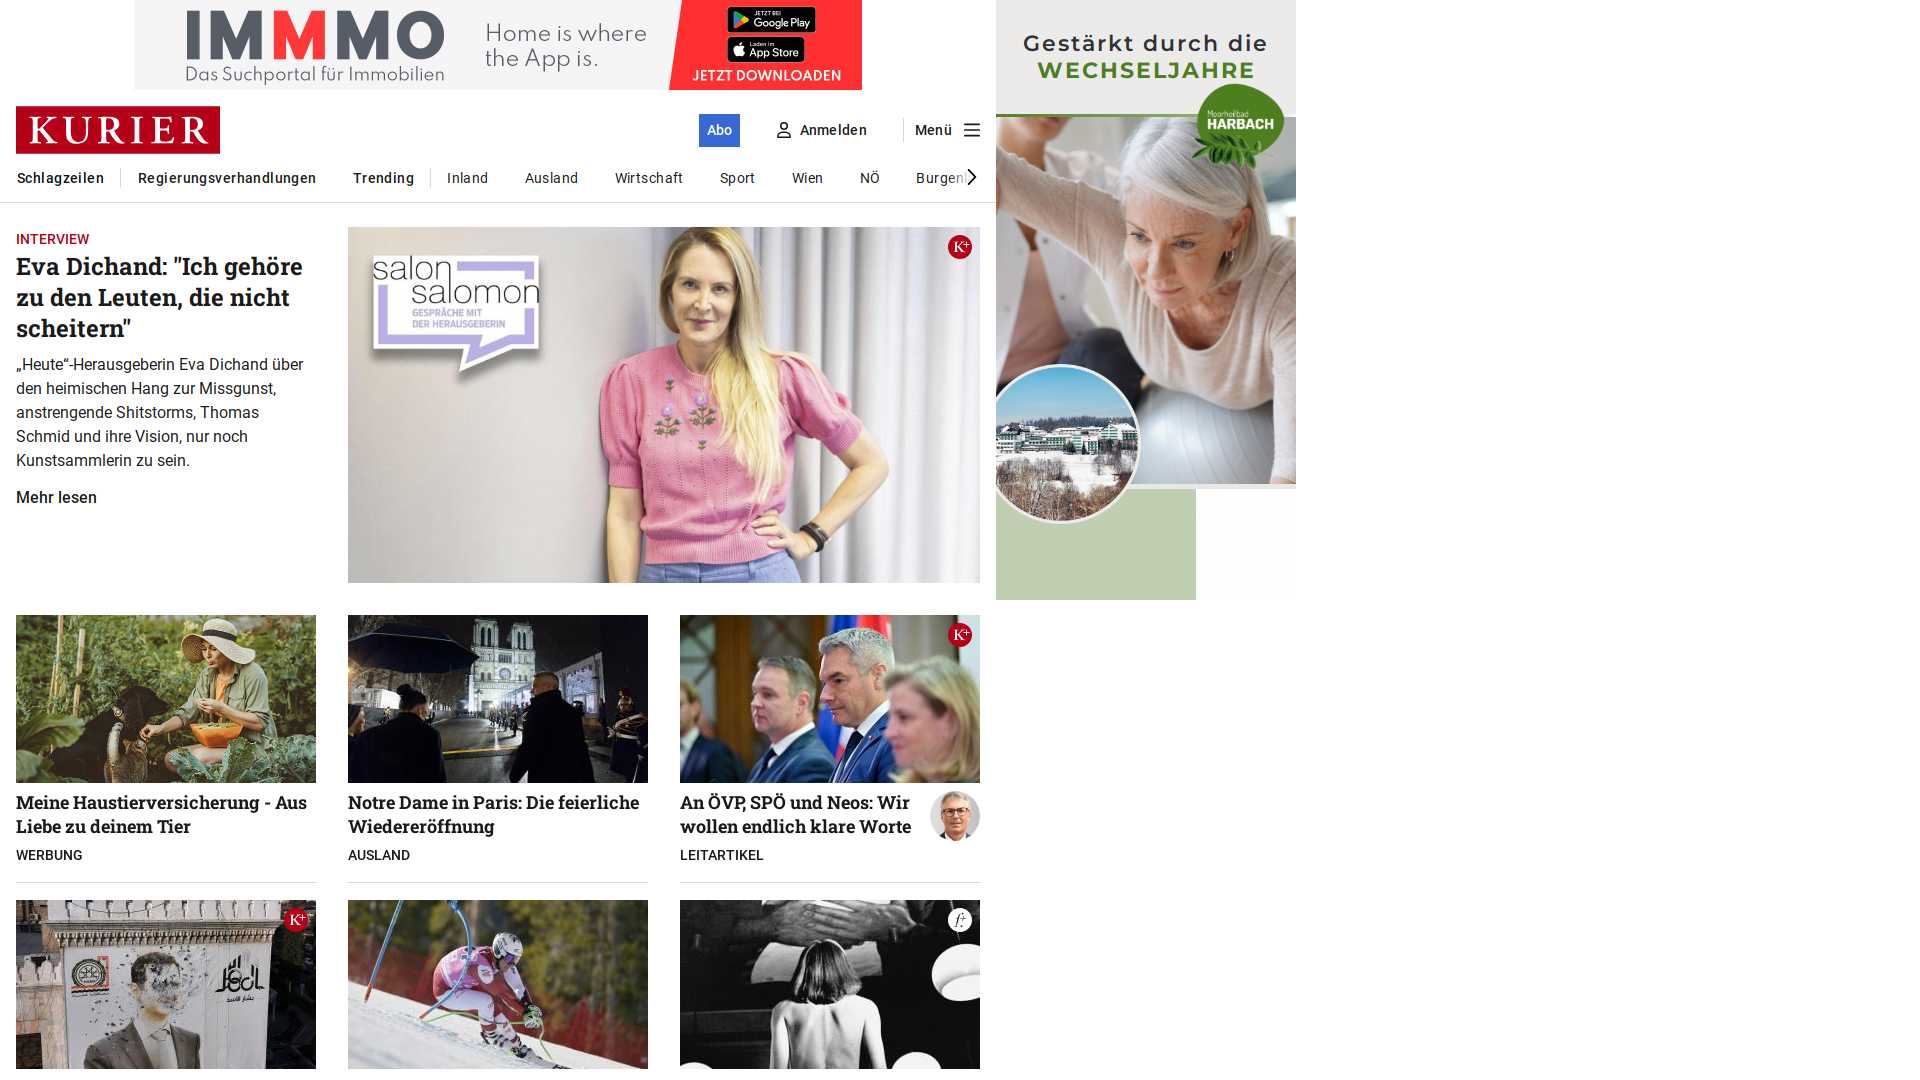 IMMMO
Das Suchportal für Immobilien
Home is where
the App is.
JETZT BEI
Google Play
Laden im
App Store
JETZT DOWNLOADEN
Gestärkt durch die
WECHSELJAHRE
Moorheilbad
HARBACH
KURIER
Abo
Anmelden
Menü
Schlagzeilen
Regierungsverhandlungen
Trending
Inland
Ausland
Wirtschaft
Sport
Wien
NÖ
INTERVIEW
Eva Dichand: "Ich gehöre
zu den Leuten, die nicht
scheitern"
„Heute“-Herausgeberin Eva Dichand über
den heimischen Hang zur Missgunst,
anstrengende Shitstorms, Thomas
Schmid und ihre Vision, nur noch
Kunstsammlerin zu sein.
Mehr lesen
salon
salomon
GESPRÄCHE MIT
DER HERAUSGEBERIN
K+
K+
Meine Haustierversicherung - Aus
Liebe zu deinem Tier
WERBUNG
Notre Dame in Paris: Die feierliche
Wiedereröffnung
AUSLAND
An ÖVP, SPÖ und Neos: Wir
wollen endlich klare Worte
LEITARTIKEL
K+
f+